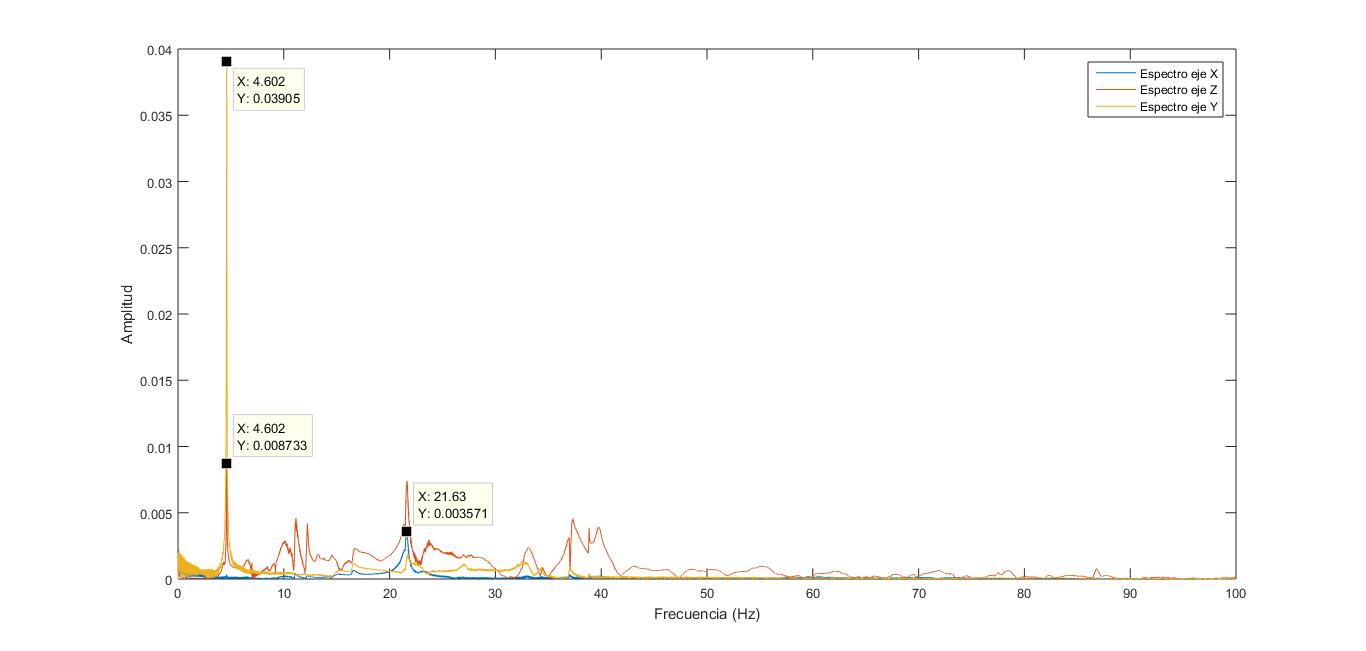 0.04
0.035
0.03
0.025
0.02
0.015
0.01
0.005
0
Amplitud
X: 4.602
Y: 0.03905
X: 4.602
Y: 0.008733
X: 21.63
Y: 0.003571
Espectro eje X
Espectro eje Z
Espectro eje Y
0 10 20 30 40 50 60 70 80 90 100
Frecuencia (Hz)